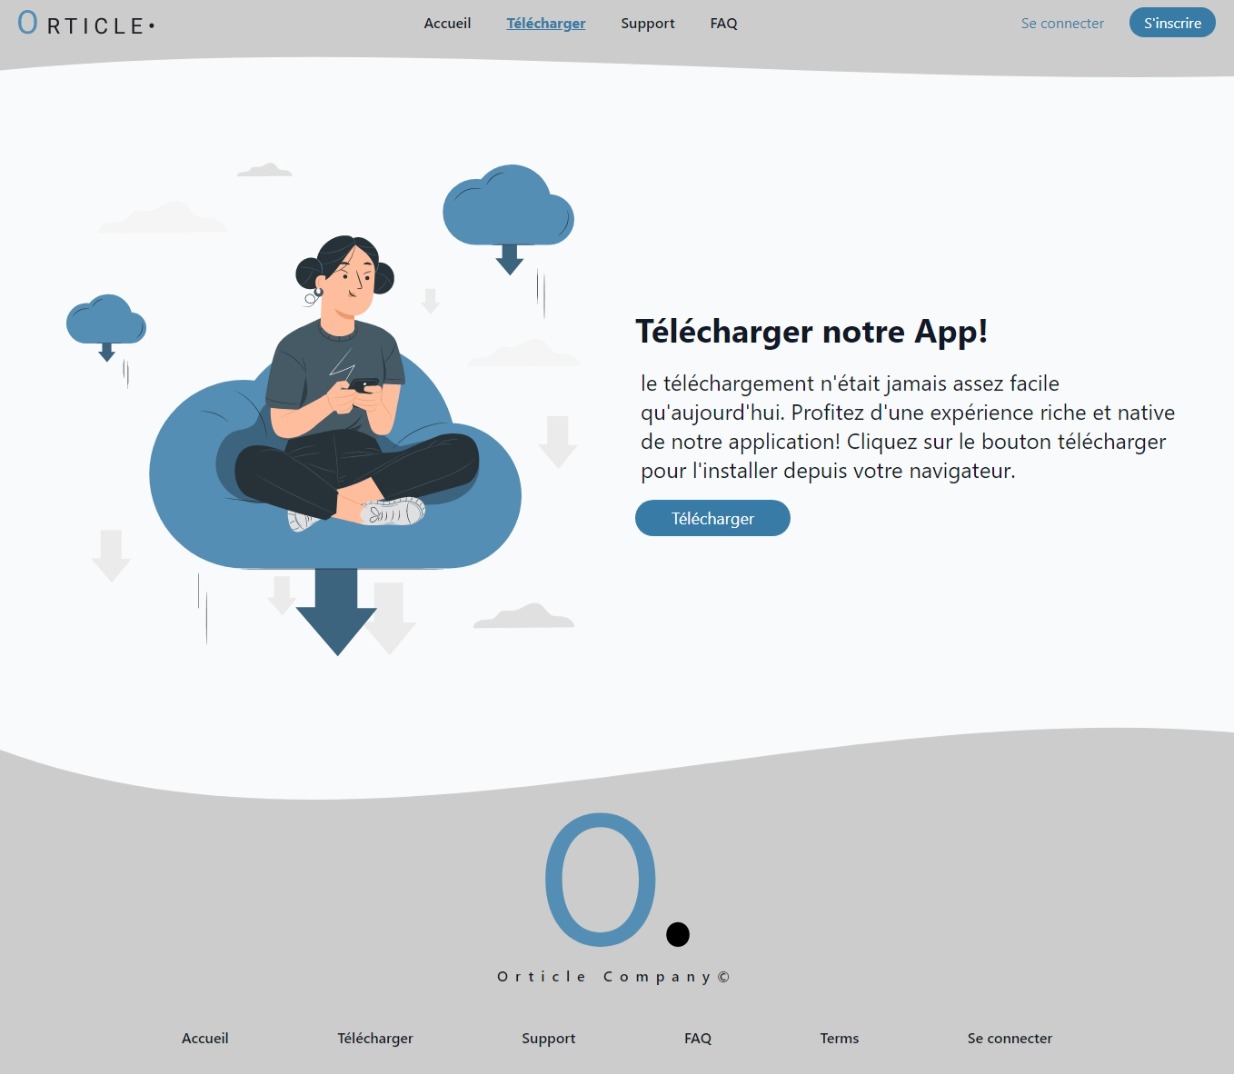 ORTICLE•
Accueil Télécharger Support FAQ Se connecter S'inscrire
Télécharger notre App!
le téléchargement n'était jamais assez facile
qu'aujourd'hui. Profitez d'une expérience riche et native
de notre application! Cliquez sur le bouton télécharger
pour l'installer depuis votre navigateur.
Télécharger
O.
Orticle Company©
Accueil Télécharger Support FAQ Terms Se connecter